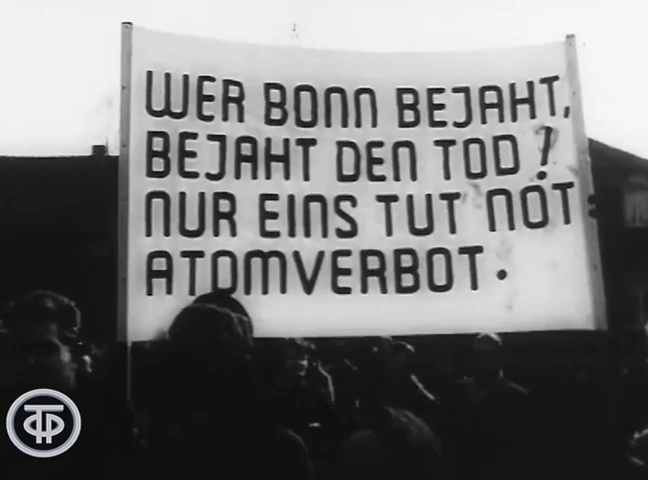 WER BONN BEJAHT,
BEJAHT DEN TOD!
NUR EINS TUT NOT
ATOMVERBOT.